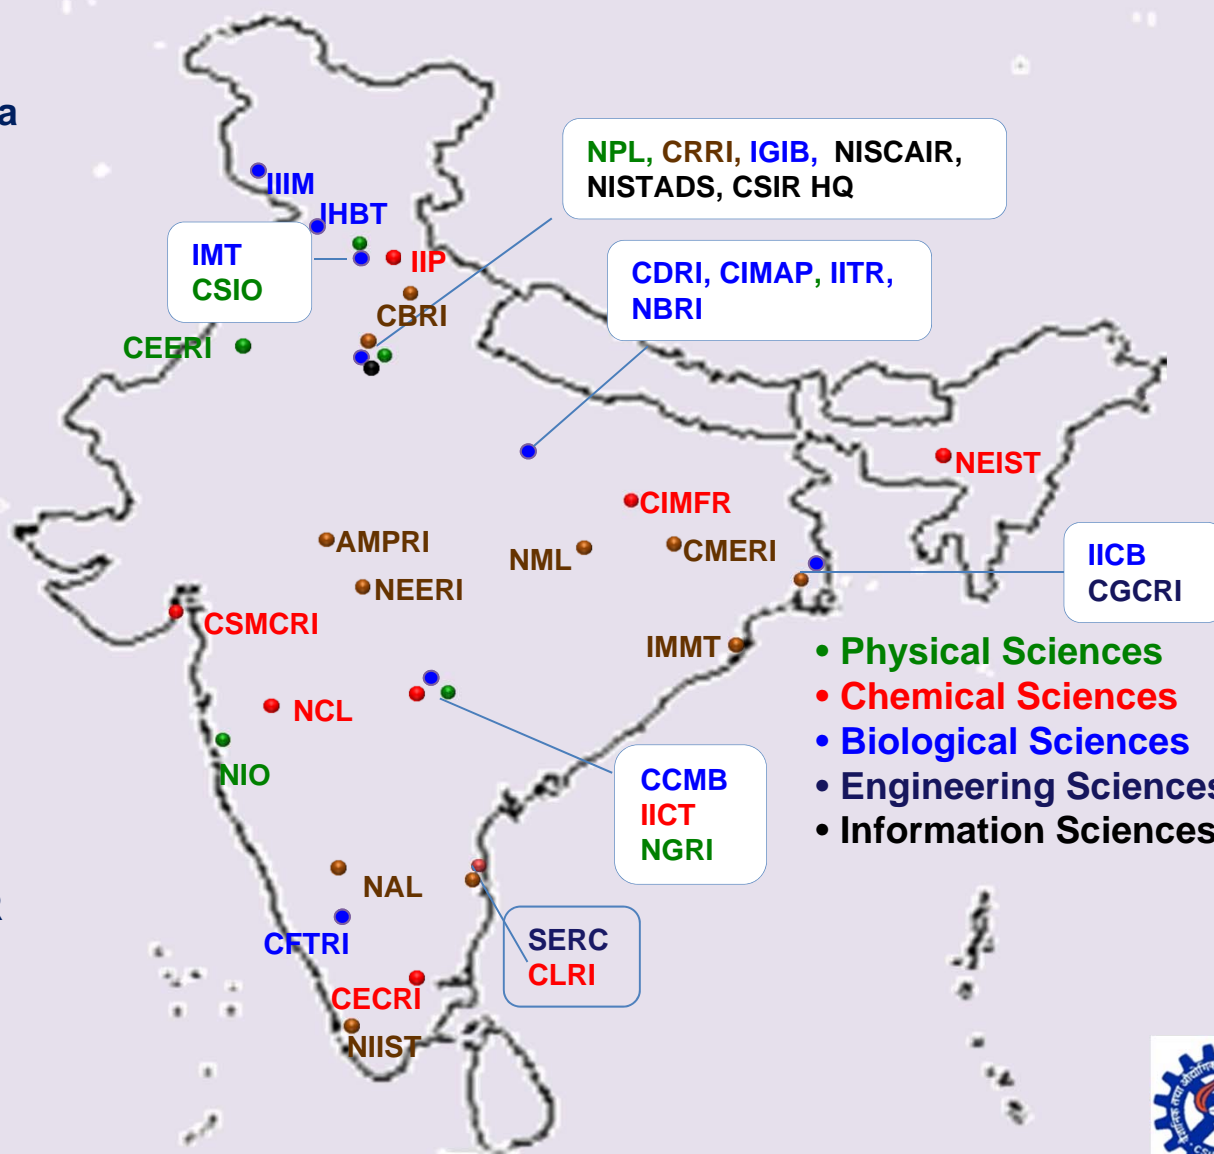 a
NPL, CRRI, IGIB, NISCAIR,
NISTADS, CSIR HQ
IIIM
IHBT
IMT
CSIO
IIP
CDRI, CIMAP, IITR,
NBRI
CBRI
CEERI
NEIST
CIMFR
AMPRI
NML
CMERI
IICB
CGCRI
NEERI
CSMCRI
IMMT
• Physical Sciences
• Chemical Sciences
• Biological Sciences
• Engineering Sciences
• Information Sciences
NCL
NIO
CCMB
IICT
NGRI
NAL
CFTRI
SERC
CLRI
CECRI
NIIST